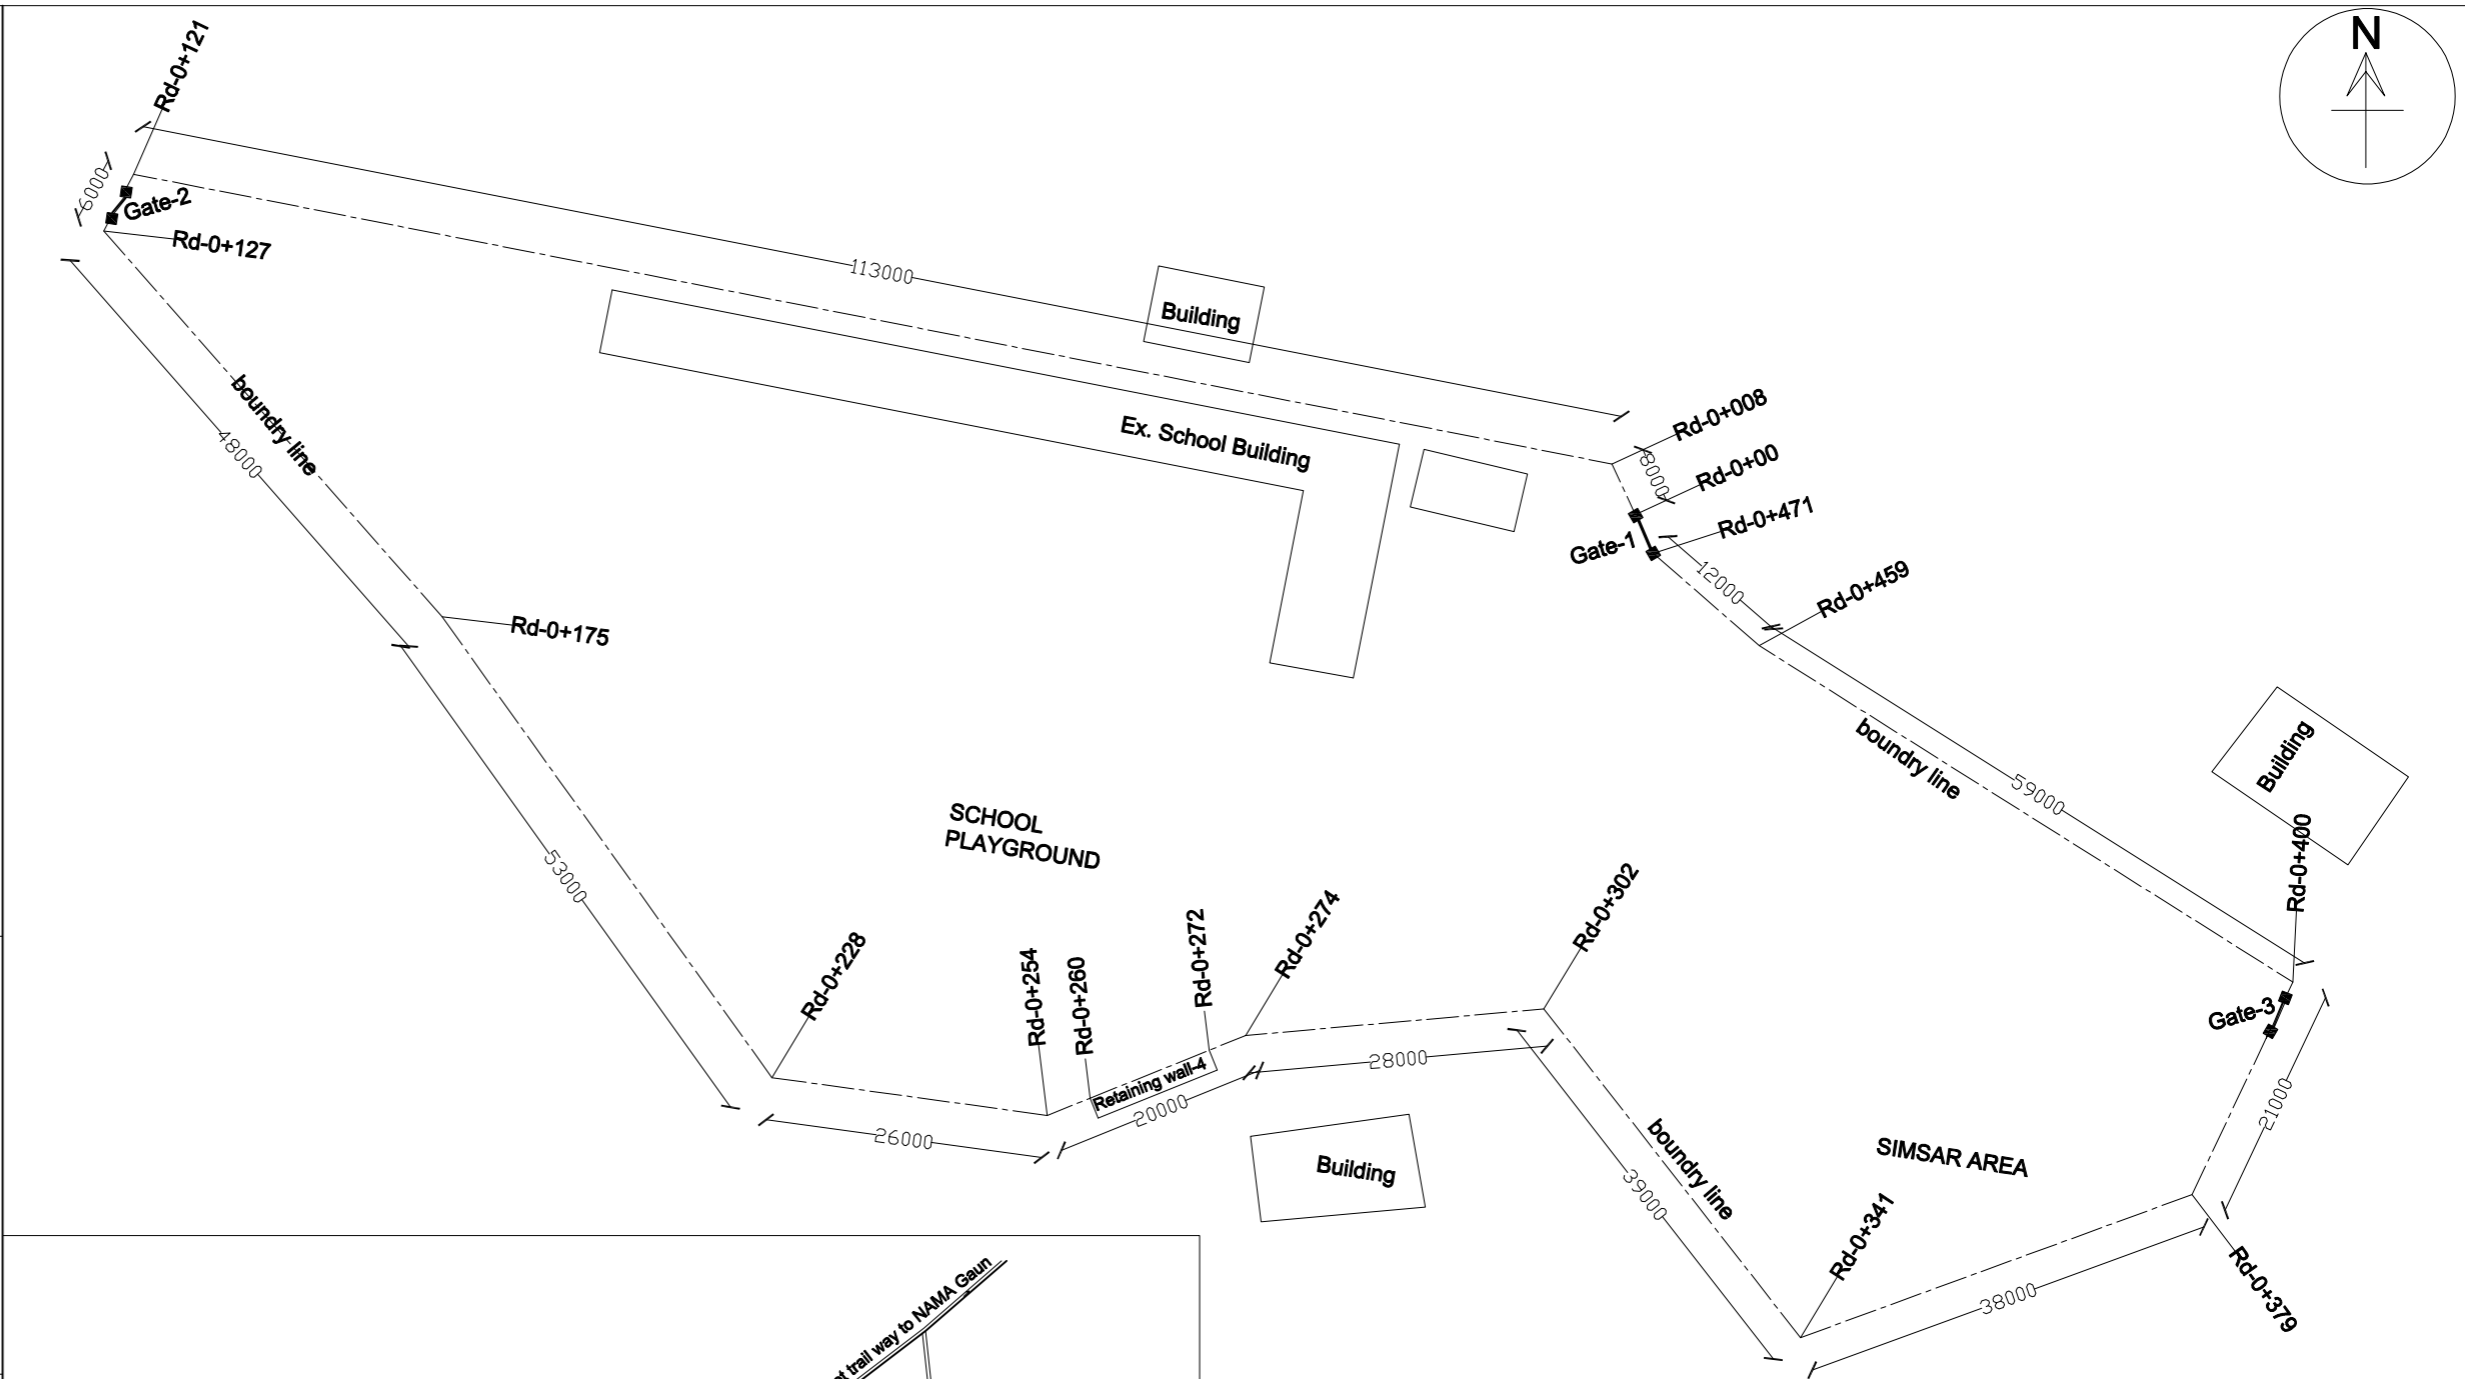 N
Rd-0+121
6000
Gate-2
Rd-0+127
113000
Building
Rd-0+008
8000
Rd-0+00
Ex. School Building
Rd-0+471
Gate-1
12000
Rd-0+459
boundry line
48000
Rd-0+175
boundry line
Building
59000
SCHOOL
PLAYGROUND
53000
Rd-0+400
Rd-0+302
Rd-0+274
Rd-0+272
Rd-0+228
Rd-0+254
Rd-0+260
Gate-3
Retaining wall-4
28000
20000
26000
21000
Building
boundry line
SIMSAR AREA
39000
Rd-0+341
Rd-0+379
38000
trail way to NAMA Gaun